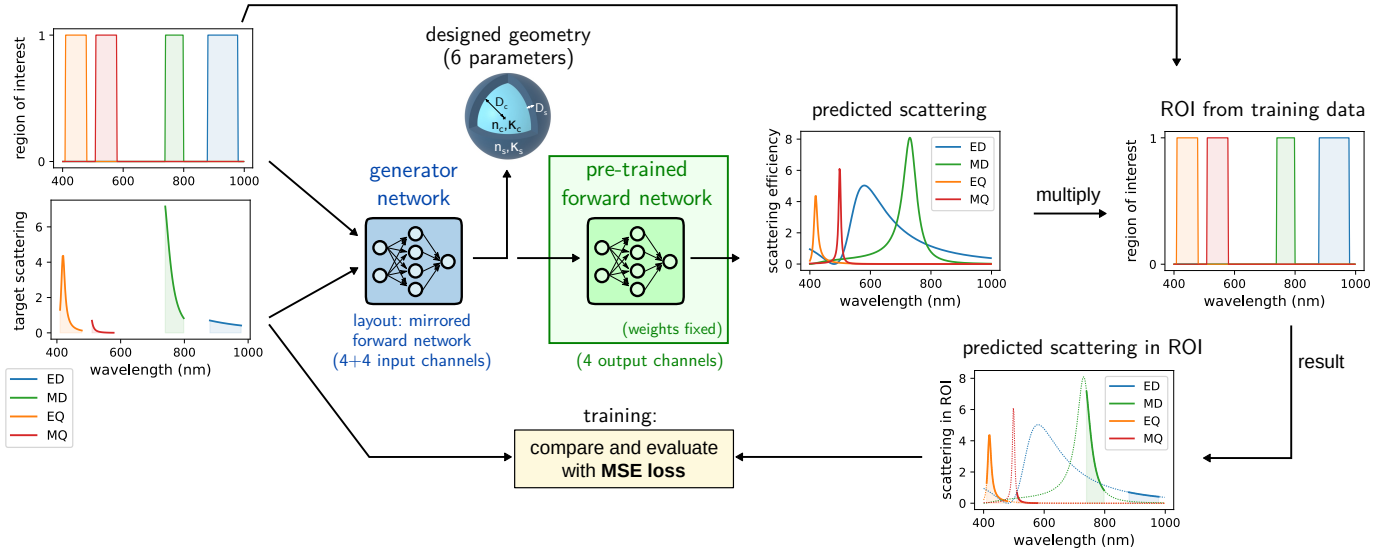 region of interest
1
0
400
600
800
1000
target scattering
6
4
2
0
400
600
800
1000
wavelength (nm)
ED
MD
EQ
MQ
designed geometry
(6 parameters)
D_c
D_s
n_c, K_c
n_s, K_s
generator
network
layout: mirrored
forward network
(4+4 input channels)
pre-trained
forward network
(weights fixed)
(4 output channels)
predicted scattering
scattering efficiency
8
6
4
2
0
400
600
800
1000
wavelength (nm)
ED
MD
EQ
MQ
multiply
ROI from training data
region of interest
1
0
400
600
800
1000
wavelength (nm)
result
predicted scattering in ROI
scattering in ROI
8
6
4
2
0
400
600
800
1000
wavelength (nm)
ED
MD
EQ
MQ
training:
compare and evaluate
with MSE loss